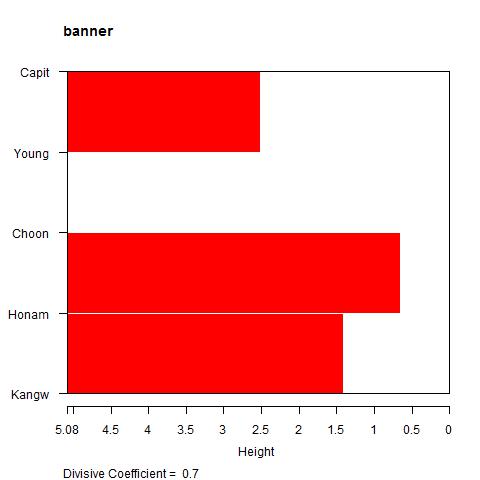 banner
Capit
Young
Choon
Honam
Kangw
5.08 4.5 4 3.5 3 2.5 2 1.5 1 0.5 0
Height
Divisive Coefficient = 0.7